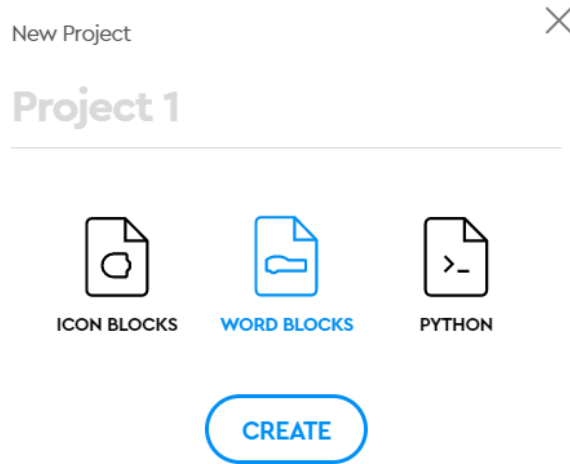 New Project
Project 1
ICON BLOCKS
WORD BLOCKS
PYTHON
CREATE